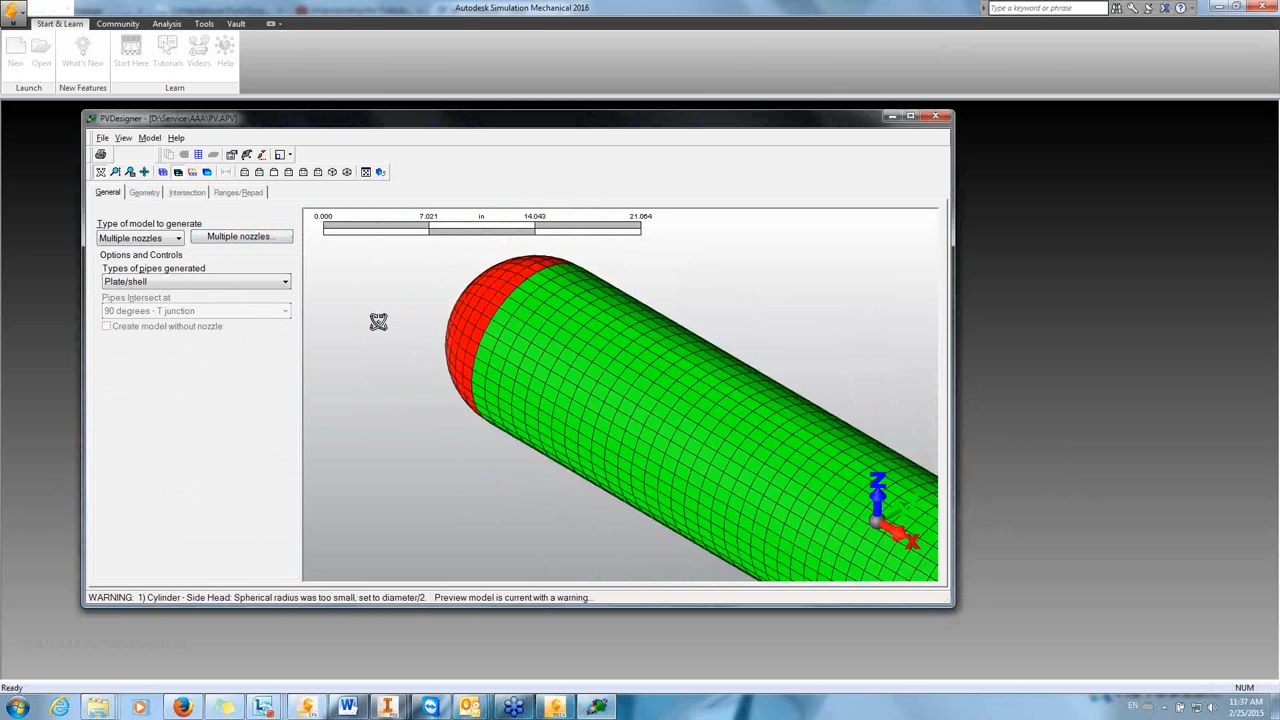 Autodesk Simulation Mechanical 2016
Type a keyword or phrase
Start & Learn Community Analysis Tools Vault
New Open What's New Start Here Tutorials Videos Help
Launch New Features Learn
PVDesigner - [D:\Service\AAA\PV.APV]
File View Model Help
General Geometry Intersection Flanges/Repad
Type of model to generate
Multiple nozzles Multiple nozzles...
Options and Controls
Types of pipes generated
Plate/shell
Pipes Intersect at
90 degrees - T junction
Create model without nozzle
0.000 7.021 in 14.043 21.064
Z
X
WARNING. 1) Cylinder - Side Head: Spherical radius was too small, set to diameter/2. Preview model is current with a warning...
Ready NUM
EN 11:37 AM
2/25/2015